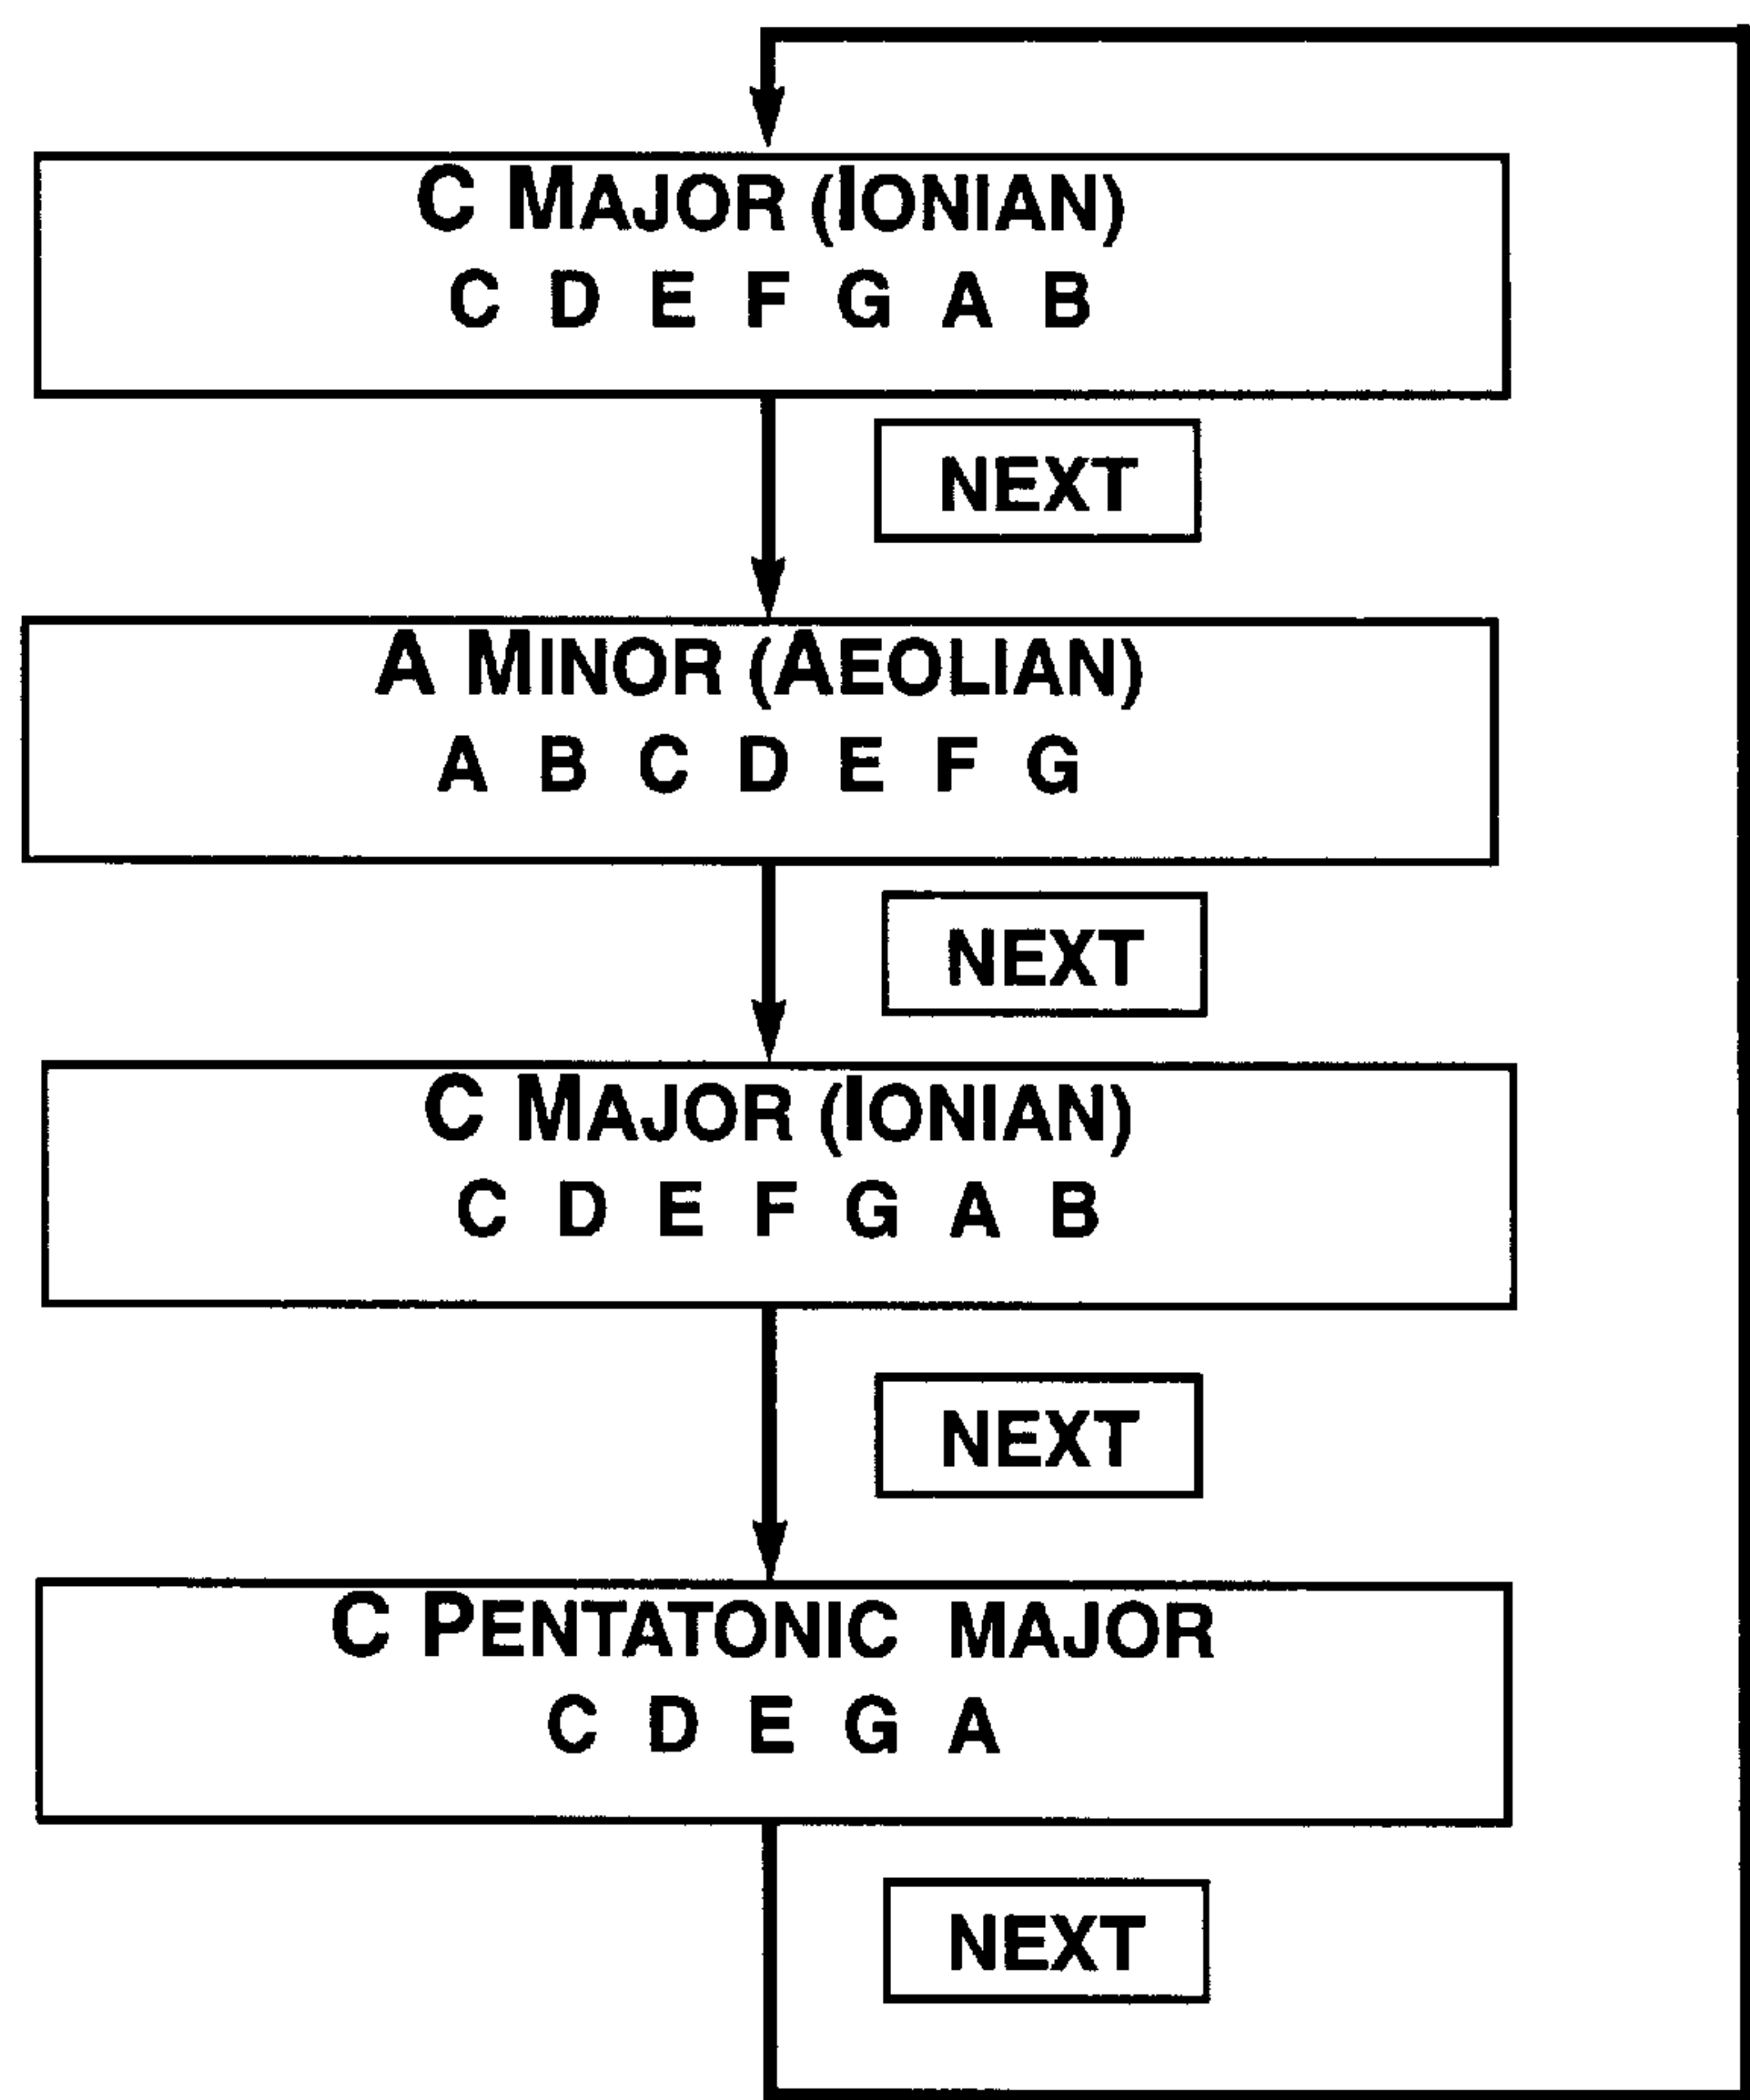 C MAJOR (IONIAN)
C D E F G A B
NEXT
A MINOR (AEOLIAN)
A B C D E F G
NEXT
C MAJOR (IONIAN)
C D E F G A B
NEXT
C PENTATONIC MAJOR
C D E G A
NEXT